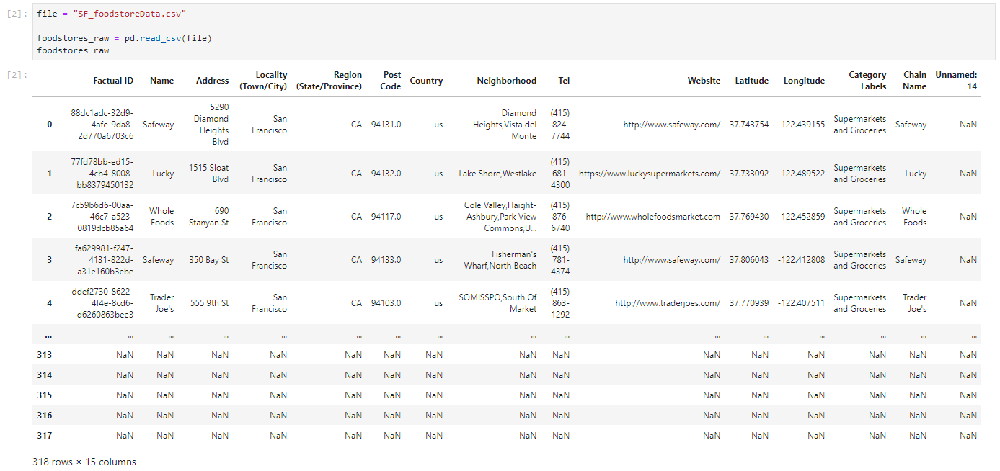 [2]: file = "SF_foodstoreData.csv"
foodstores_raw = pd.read_csv(file)
foodstores_raw
[2]:
Factual ID Name Address Locality (Town/City) Region (State/Province) Post Code Country Neighborhood Tel Website Latitude Longitude Category Labels Chain Name Unnamed: 14
0 88dc1adc-32d9-4afe-9da8-2d770a6703c6 Safeway 5290 Diamond Heights Blvd San Francisco CA 94131.0 us Diamond Heights,Vista del Monte (415) 824-7744 http://www.safeway.com/ 37.743754 -122.439155 Supermarkets and Groceries Safeway NaN
1 77fd78bb-ed15-4cb4-8008-bb8379450132 Lucky 1515 Sloat Blvd San Francisco CA 94132.0 us Lake Shore,Westlake (415) 681-4300 https://www.luckysupermarkets.com/ 37.733092 -122.489522 Supermarkets and Groceries Lucky NaN
2 7c59b6d6-00aa-46c7-a523-0819dcb85a64 Whole Foods 690 Stanyan St San Francisco CA 94117.0 us Cole Valley,Haight-Ashbury,Park View Commons,U... (415) 876-6740 http://www.wholefoodsmarket.com 37.769430 -122.452859 Supermarkets and Groceries Whole Foods NaN
3 fa629981-f247-4131-822d-a31e160b3ebe Safeway 350 Bay St San Francisco CA 94133.0 us Fisherman's Wharf,North Beach (415) 781-4374 http://www.safeway.com/ 37.806043 -122.412808 Supermarkets and Groceries Safeway NaN
4 ddef2730-8622-4f4e-8cd6-d6260863bee3 Trader Joe's 555 9th St San Francisco CA 94103.0 us SOMISSPO,South Of Market (415) 863-1292 http://www.traderjoes.com/ 37.770939 -122.407511 Supermarkets and Groceries Trader Joe's NaN
... ... ... ... ... ... ... ... ... ... ... ... ... ... ... ...
313 NaN NaN NaN NaN NaN NaN NaN NaN NaN NaN NaN NaN NaN NaN NaN
314 NaN NaN NaN NaN NaN NaN NaN NaN NaN NaN NaN NaN NaN NaN NaN
315 NaN NaN NaN NaN NaN NaN NaN NaN NaN NaN NaN NaN NaN NaN NaN
316 NaN NaN NaN NaN NaN NaN NaN NaN NaN NaN NaN NaN NaN NaN NaN
317 NaN NaN NaN NaN NaN NaN NaN NaN NaN NaN NaN NaN NaN NaN NaN
318 rows × 15 columns